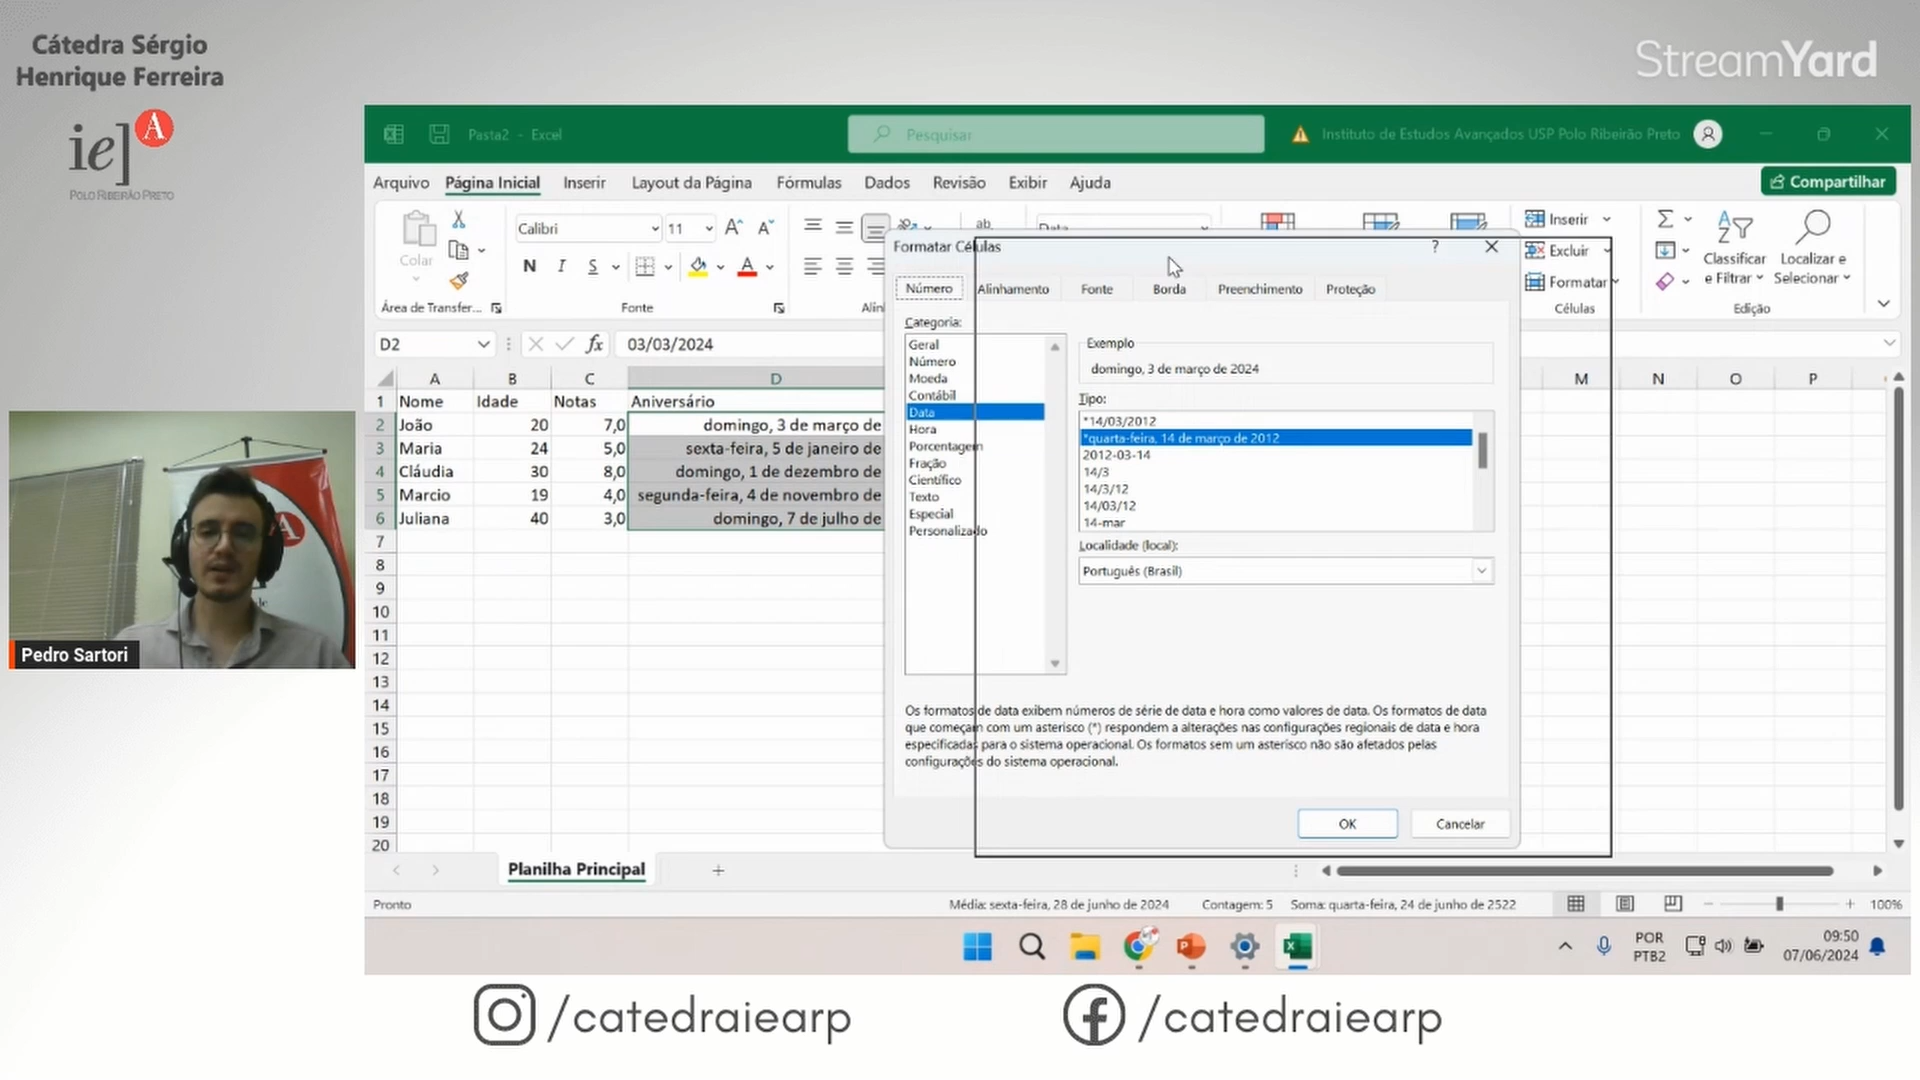 Cátedra Sérgio
Henrique Ferreira
StreamYard
ie] A
POLO RIBEIRÃO PRETO
Pasta2 - Excel
Pesquisar
Instituto de Estudos Avançados USP Polo Ribeirão Preto
Arquivo Página Inicial Inserir Layout da Página Fórmulas Dados Revisão Exibir Ajuda
Compartilhar
Colar
Calibri 11
Data
N I S
Área de Transfer... Fonte Alin
Inserir
Excluir
Formatar
Células
Classificar
e Filtrar
Localizar e
Selecionar
Edição
D2 fx 03/03/2024
A B C D M N O P
1 Nome Idade Notas Aniversário
2 João 20 7,0 domingo, 3 de março de
3 Maria 24 5,0 sexta-feira, 5 de janeiro de
4 Cláudia 30 8,0 domingo, 1 de dezembro de
5 Marcio 19 4,0 segunda-feira, 4 de novembro de
6 Juliana 40 3,0 domingo, 7 de julho de
7
8
9
10
11
12
13
14
15
16
17
18
19
20
Formatar Células ?
Número Alinhamento Fonte Borda Preenchimento Proteção
Categoria:
Geral
Número
Moeda
Contábil
Data
Hora
Porcentagem
Fração
Científico
Texto
Especial
Personalizado
Exemplo
domingo, 3 de março de 2024
Tipo:
*14/03/2012
*quarta-feira, 14 de março de 2012
2012-03-14
14/3
14/3/12
14/03/12
14-mar
Localidade (local):
Português (Brasil)
Os formatos de data exibem números de série de data e hora como valores de data. Os formatos de data
que começam com um asterisco (*) respondem a alterações nas configurações regionais de data e hora
especificadas para o sistema operacional. Os formatos sem um asterisco não são afetados pelas
configurações do sistema operacional.
OK Cancelar
Planilha Principal
Pronto
Média: sexta-feira, 28 de junho de 2024 Contagem: 5 Soma: quarta-feira, 24 de junho de 2522
100%
POR
PTB2
09:50
07/06/2024
Pedro Sartori
/catedraiearp
/catedraiearp